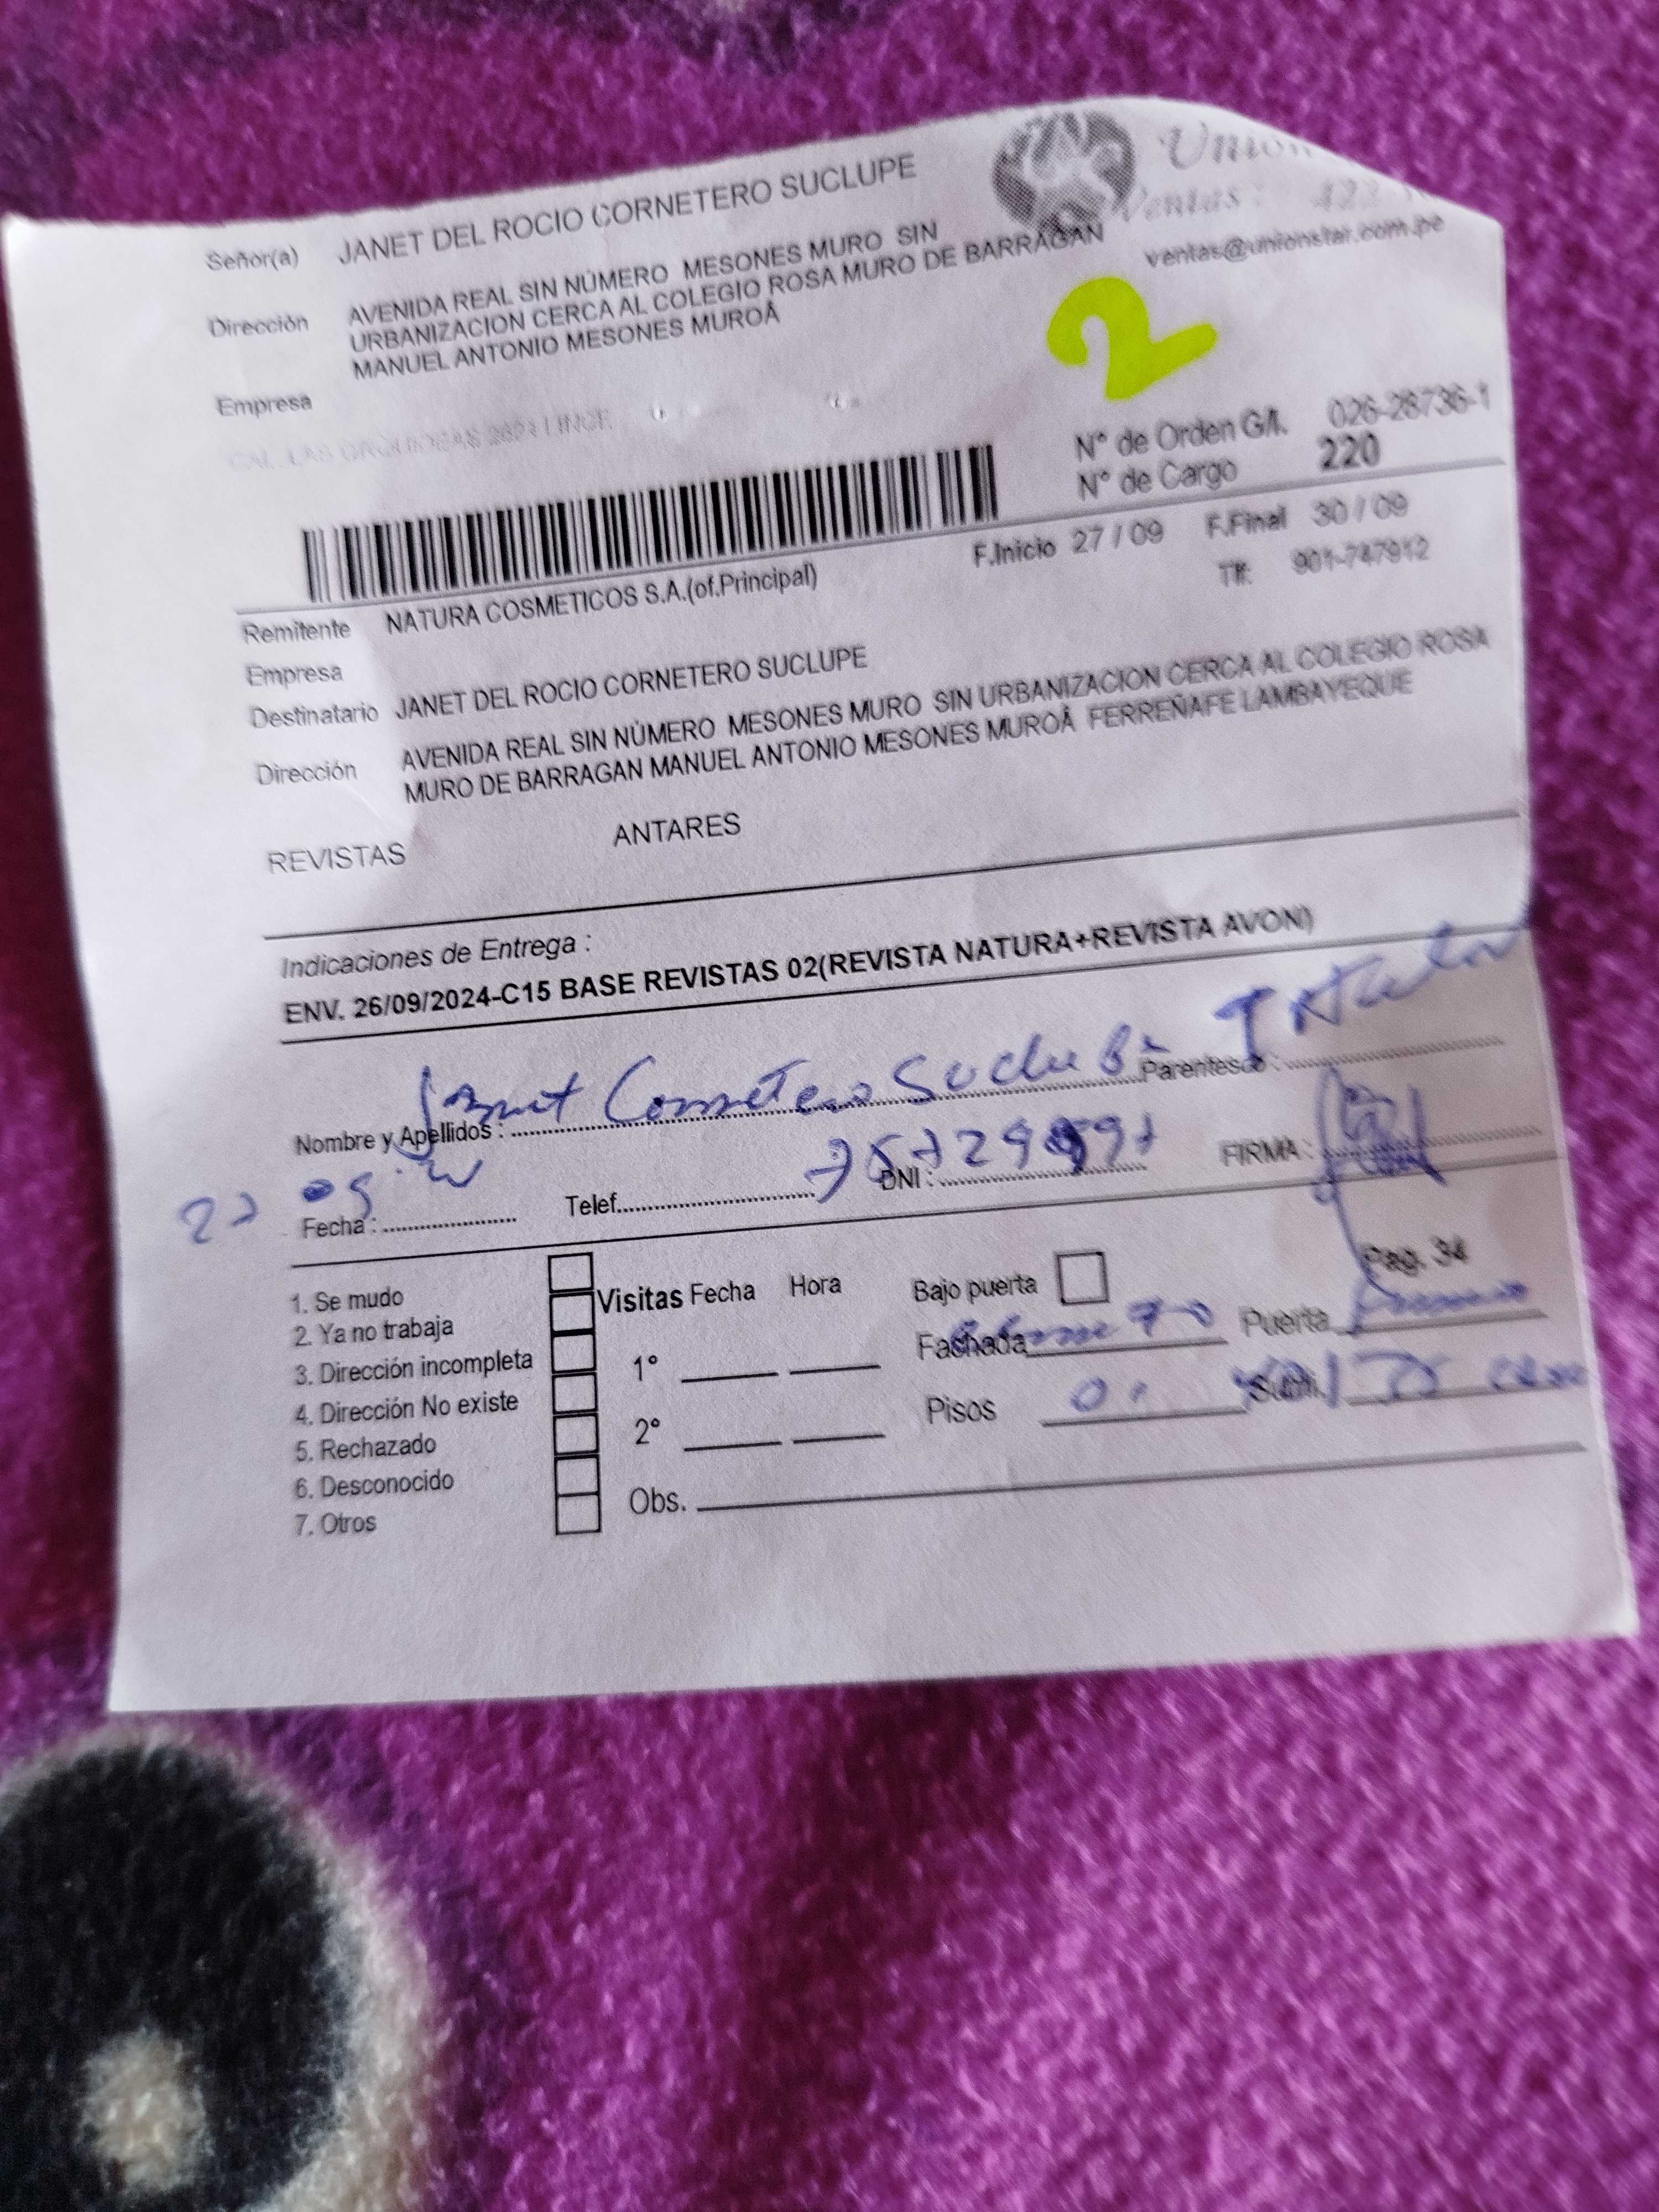 Señor(a) JANET DEL ROCIO CORNETERO SUCLUPE
Union
Ventas :
ventas@unionstar.com.pe
Dirección AVENIDA REAL SIN NÚMERO MESONES MURO SIN
URBANIZACION CERCA AL COLEGIO ROSA MURO DE BARRAGAN
MANUEL ANTONIO MESONES MUROÂ
2
Empresa
N° de Orden G/I. 026-28736-1
N° de Cargo 220
F.Inicio 27 / 09 F.Final 30 / 09
Tlf: 901-747912
Remitente NATURA COSMETICOS S.A.(of.Principal)
Empresa
Destinatario JANET DEL ROCIO CORNETERO SUCLUPE
Dirección AVENIDA REAL SIN NÚMERO MESONES MURO SIN URBANIZACION CERCA AL COLEGIO ROSA
MURO DE BARRAGAN MANUEL ANTONIO MESONES MUROÂ FERREÑAFE LAMBAYEQUE
REVISTAS ANTARES
Indicaciones de Entrega :
ENV. 26/09/2024-C15 BASE REVISTAS 02(REVISTA NATURA+REVISTA AVON)
Nombre y Apellidos : Janet Cornetero Parentesco :
Fecha : Telef. DNI : FIRMA :
Pag. 34
1. Se mudo
2. Ya no trabaja
3. Dirección incompleta
4. Dirección No existe
5. Rechazado
6. Desconocido
7. Otros
Visitas Fecha Hora
1°
2°
Obs.
Bajo puerta
Fachada Puerta
Pisos 01